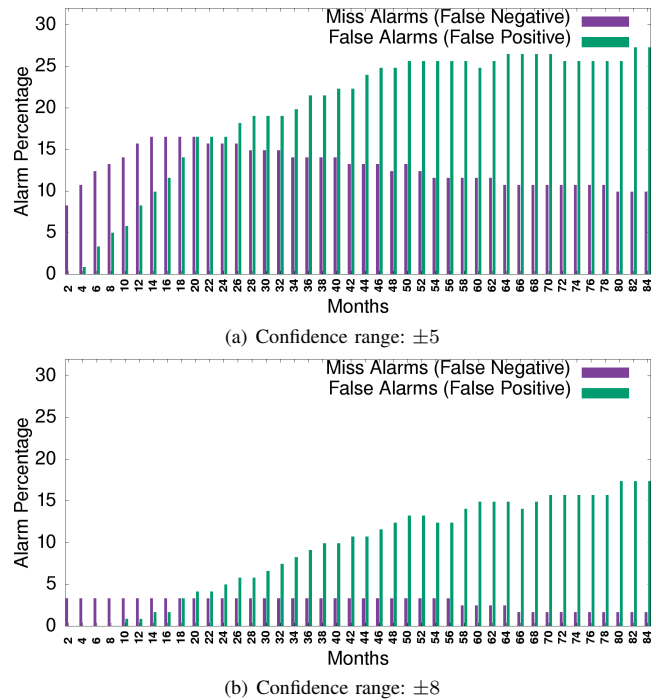 Miss Alarms (False Negative)
False Alarms (False Positive)
30
25
20
15
10
5
0
Alarm Percentage
2 4 6 8 10 12 14 16 18 20 22 24 26 28 30 32 34 36 38 40 42 44 46 48 50 52 54 56 58 60 62 64 66 68 70 72 74 76 78 80 82 84
Months
(a) Confidence range: ±5
Miss Alarms (False Negative)
False Alarms (False Positive)
30
25
20
15
10
5
0
Alarm Percentage
2 4 6 8 10 12 14 16 18 20 22 24 26 28 30 32 34 36 38 40 42 44 46 48 50 52 54 56 58 60 62 64 66 68 70 72 74 76 78 80 82 84
Months
(b) Confidence range: ±8